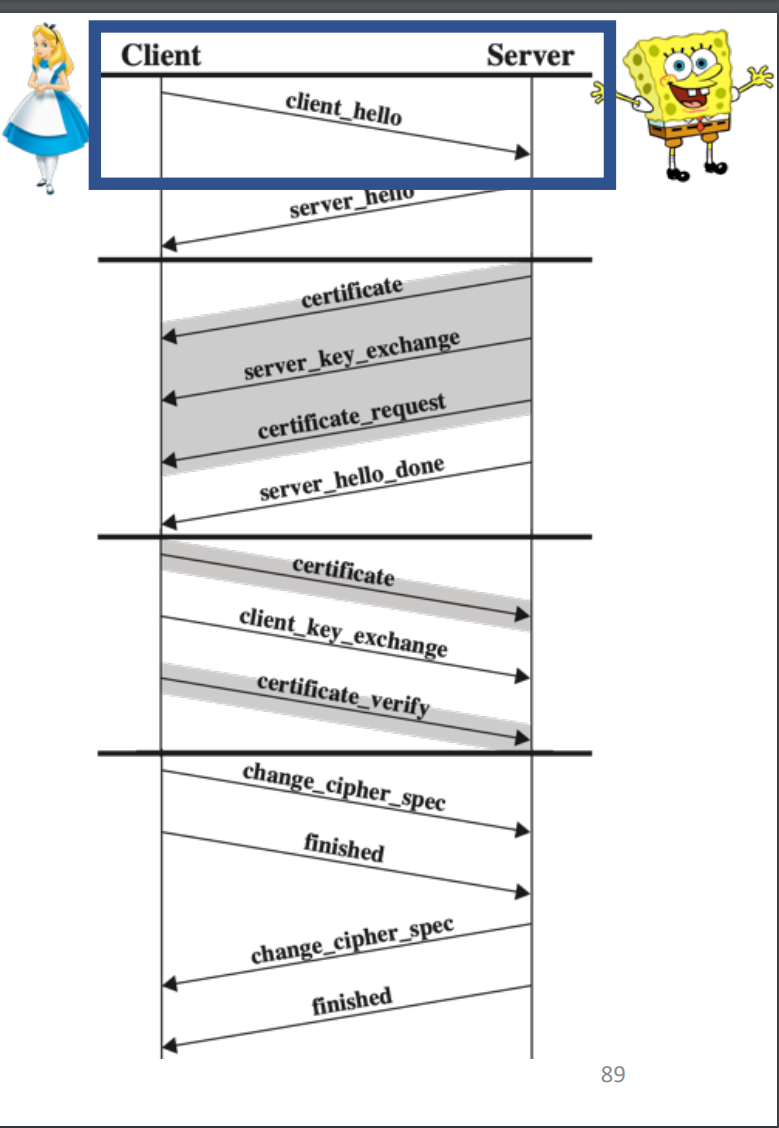 Client Server
client_hello
server_hello
certificate
server_key_exchange
certificate_request
server_hello_done
certificate
client_key_exchange
certificate_verify
change_cipher_spec
finished
change_cipher_spec
finished
89